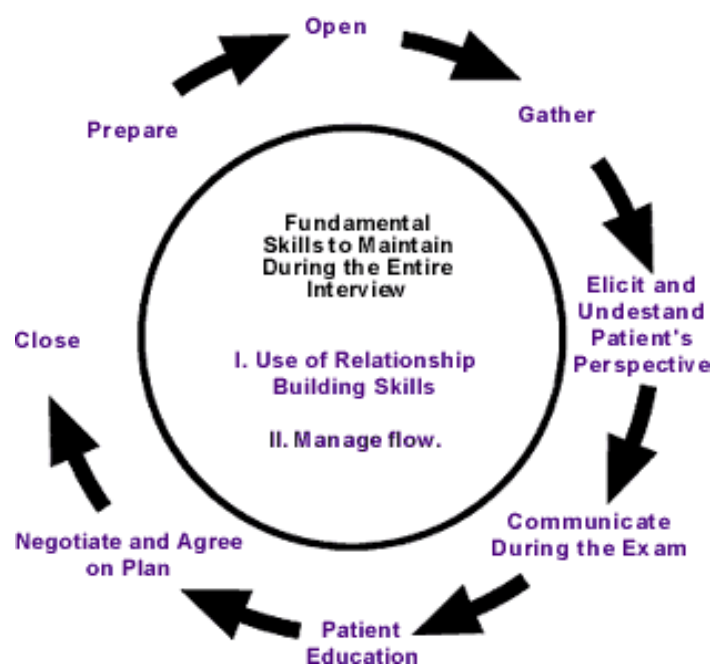 Open
Prepare
Gather
Fundamental
Skills to Maintain
During the Entire
Interview
Elicit and
Undestand
Patient's
Perspective
Close
I. Use of Relationship
Building Skills
II. Manage flow.
Communicate
During the Exam
Negotiate and Agree
on Plan
Patient
Education